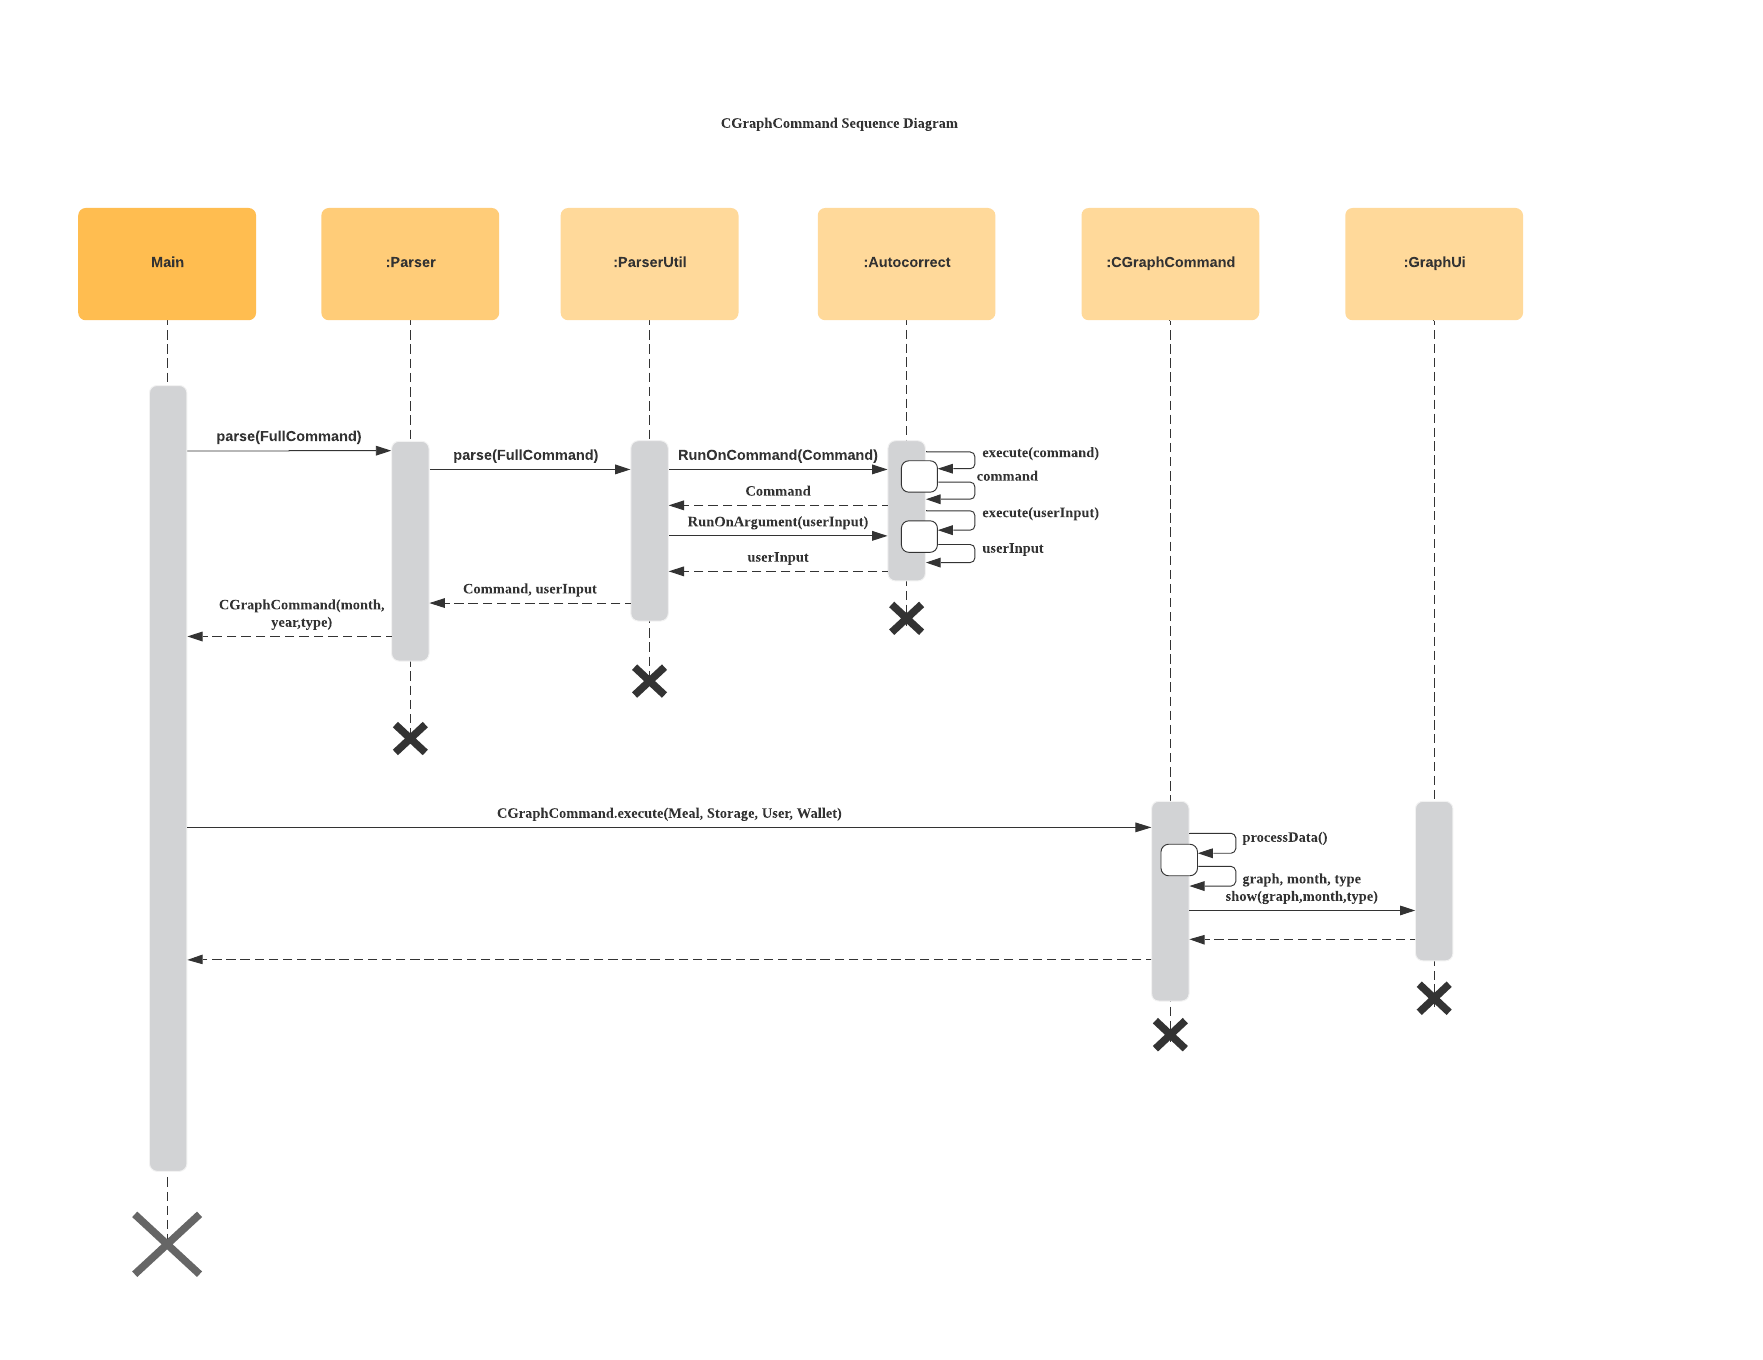 CGraphCommand Sequence Diagram
Main
:Parser
:ParserUtil
:Autocorrect
:CGraphCommand
:GraphUi
parse(FullCommand)
parse(FullCommand)
RunOnCommand(Command)
execute(command)
command
Command
RunOnArgument(userInput)
execute(userInput)
userInput
userInput
Command, userInput
CGraphCommand(month,
year,type)
CGraphCommand.execute(Meal, Storage, User, Wallet)
processData()
graph, month, type
show(graph,month,type)